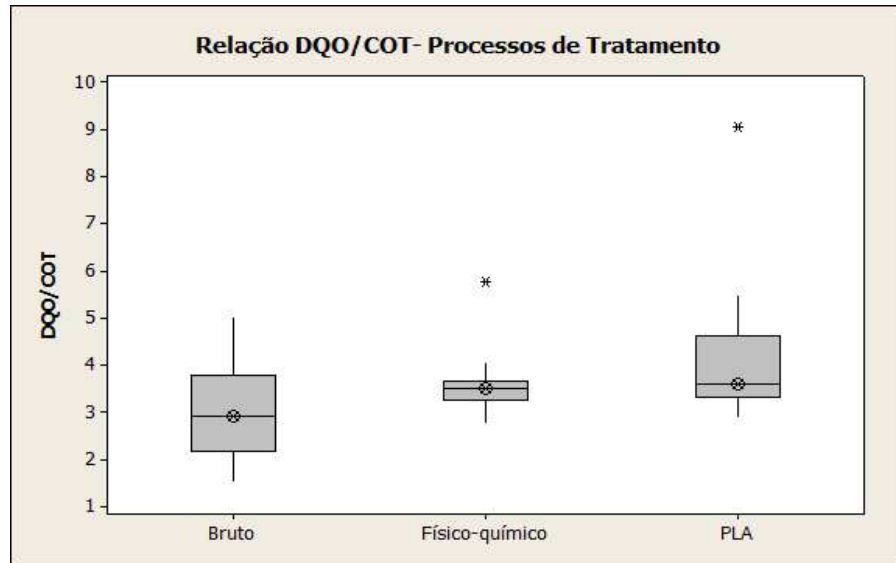 Relação DQO/COT- Processos de Tratamento
10
9
8
7
6
5
4
3
2
1
DQO/COT
Bruto
Físico-químico
PLA